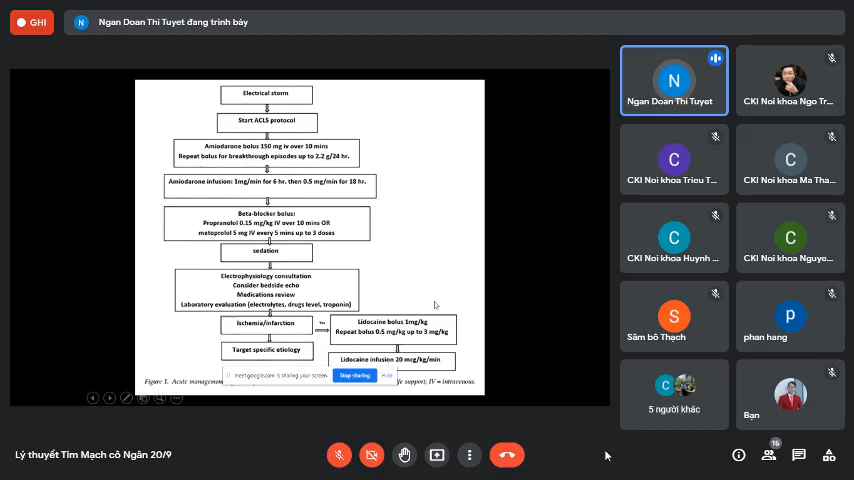 GHI
N
Ngan Doan Thi Tuyet đang trình bày
Electrical storm
Start ACLS protocol
Amiodarone bolus 150 mg iv over 10 mins
Repeat bolus for breakthrough episodes up to 2.2 g/24 hr.
Amiodarone infusion: 1mg/min for 6 hr. then 0.5 mg/min for 18 hr.
Beta-blocker bolus:
Propranolol 0.15 mg/kg IV over 10 mins OR
metoprolol 5 mg IV every 5 mins up to 3 doses
sedation
Electrophysiology consultation
Consider bedside echo
Medications review
Laboratory evaluation (electrolytes, drugs level, troponin)
Ischemia/infarction
Yes
Lidocaine bolus 1mg/kg
Repeat bolus 0.5 mg/kg up to 3 mg/kg
Target specific etiology
Lidocaine infusion 20 mcg/kg/min
meet.google.com is sharing your screen.
Stop sharing
Hide
Figure 1. Acute management
support; IV = intravenous.
N
Ngan Doan Thi Tuyet
CKI Noi khoa Ngo Tr...
C
CKI Noi khoa Trieu T...
C
CKI Noi khoa Ma Tha...
C
CKI Noi khoa Huynh ...
C
CKI Noi khoa Nguye...
S
Sầm bô Thạch
p
phan hang
C
5 người khác
Bạn
Lý thuyết Tim Mạch cô Ngân 20/9
15